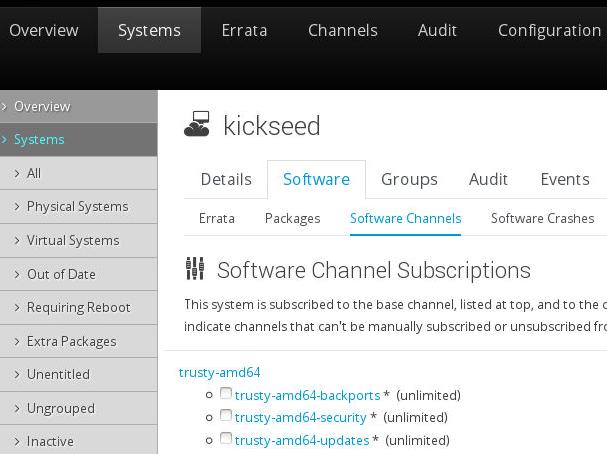 Overview Systems Errata Channels Audit Configuration
Overview
Systems
All
Physical Systems
Virtual Systems
Out of Date
Requiring Reboot
Extra Packages
Unentitled
Ungrouped
Inactive
kickseed
Details Software Groups Audit Events
Errata Packages Software Channels Software Crashes
Software Channel Subscriptions
This system is subscribed to the base channel, listed at top, and to the
indicate channels that can't be manually subscribed or unsubscribed
trusty-amd64
trusty-amd64-backports * (unlimited)
trusty-amd64-security * (unlimited)
trusty-amd64-updates * (unlimited)